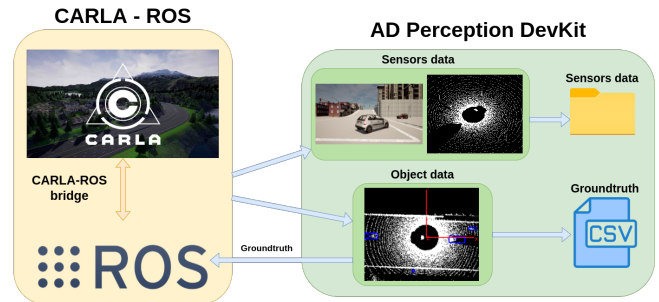 CARLA - ROS
CARLA
CARLA-ROS
bridge
ROS
AD Perception DevKit
Sensors data
Sensors data
Object data
Groundtruth
Groundtruth
CSV